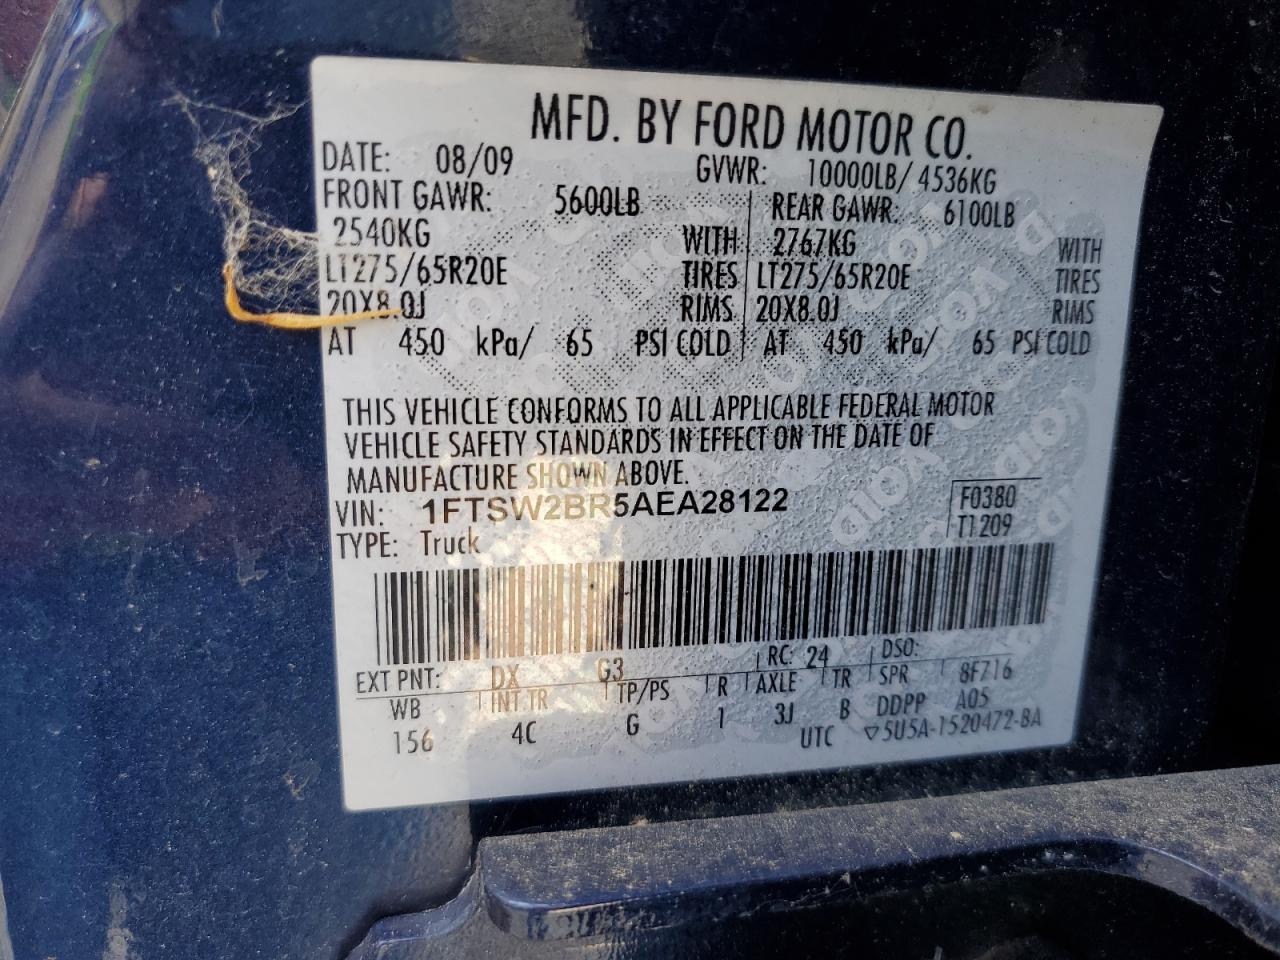 MFD. BY FORD MOTOR CO.
DATE: 08/09 GVWR: 10000LB/ 4536KG
FRONT GAWR: 5600LB REAR GAWR: 6100LB
2540KG WITH 2767KG WITH
LT275/65R20E TIRES LT275/65R20E TIRES
20X8.0J RIMS 20X8.0J RIMS
AT 450 kPa/ 65 PSI COLD AT 450 kPa/ 65 PSI COLD
THIS VEHICLE CONFORMS TO ALL APPLICABLE FEDERAL MOTOR
VEHICLE SAFETY STANDARDS IN EFFECT ON THE DATE OF
MANUFACTURE SHOWN ABOVE.
VIN: 1FTSW2BR5AEA28122 F0380
TYPE: Truck T1209
EXT PNT: DX G3 RC: 24 DSO:
WB INT TR TP/PS R AXLE TR SPR 8F716
156 4C G 1 3J B DDPP A05
UTC ▽5U5A-1520472-BA